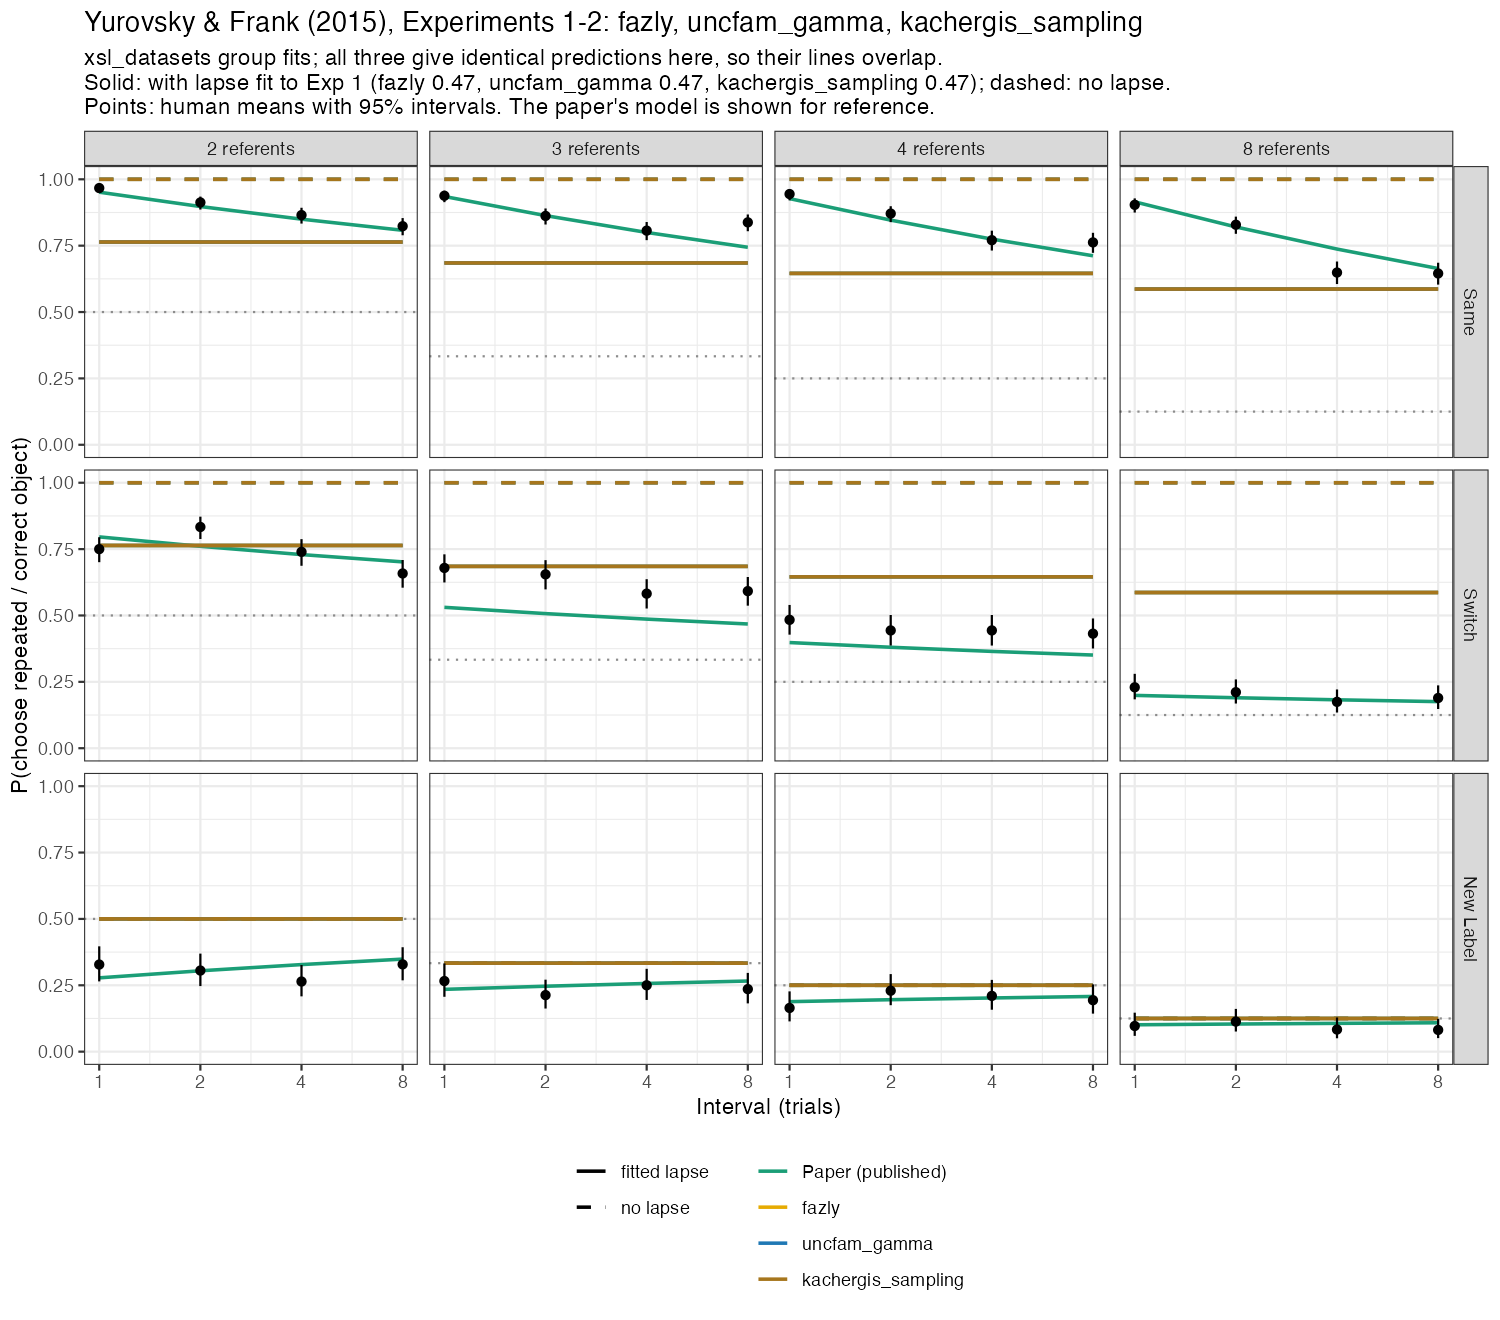 Yurovsky & Frank (2015), Experiments 1-2: fazly, uncfam_gamma, kachergis_sampling
xsl_datasets group fits; all three give identical predictions here, so their lines overlap.
Solid: with lapse fit to Exp 1 (fazly 0.47, uncfam_gamma 0.47, kachergis_sampling 0.47); dashed: no lapse.
Points: human means with 95% intervals. The paper's model is shown for reference.
2 referents 3 referents 4 referents 8 referents
1.00
0.75
0.50
0.25
0.00
Same
1.00
0.75
0.50
0.25
0.00
Switch
1.00
0.75
0.50
0.25
0.00
New Label
P(choose repeated / correct object)
1 2 4 8 1 2 4 8 1 2 4 8 1 2 4 8
Interval (trials)
fitted lapse
no lapse
Paper (published)
fazly
uncfam_gamma
kachergis_sampling